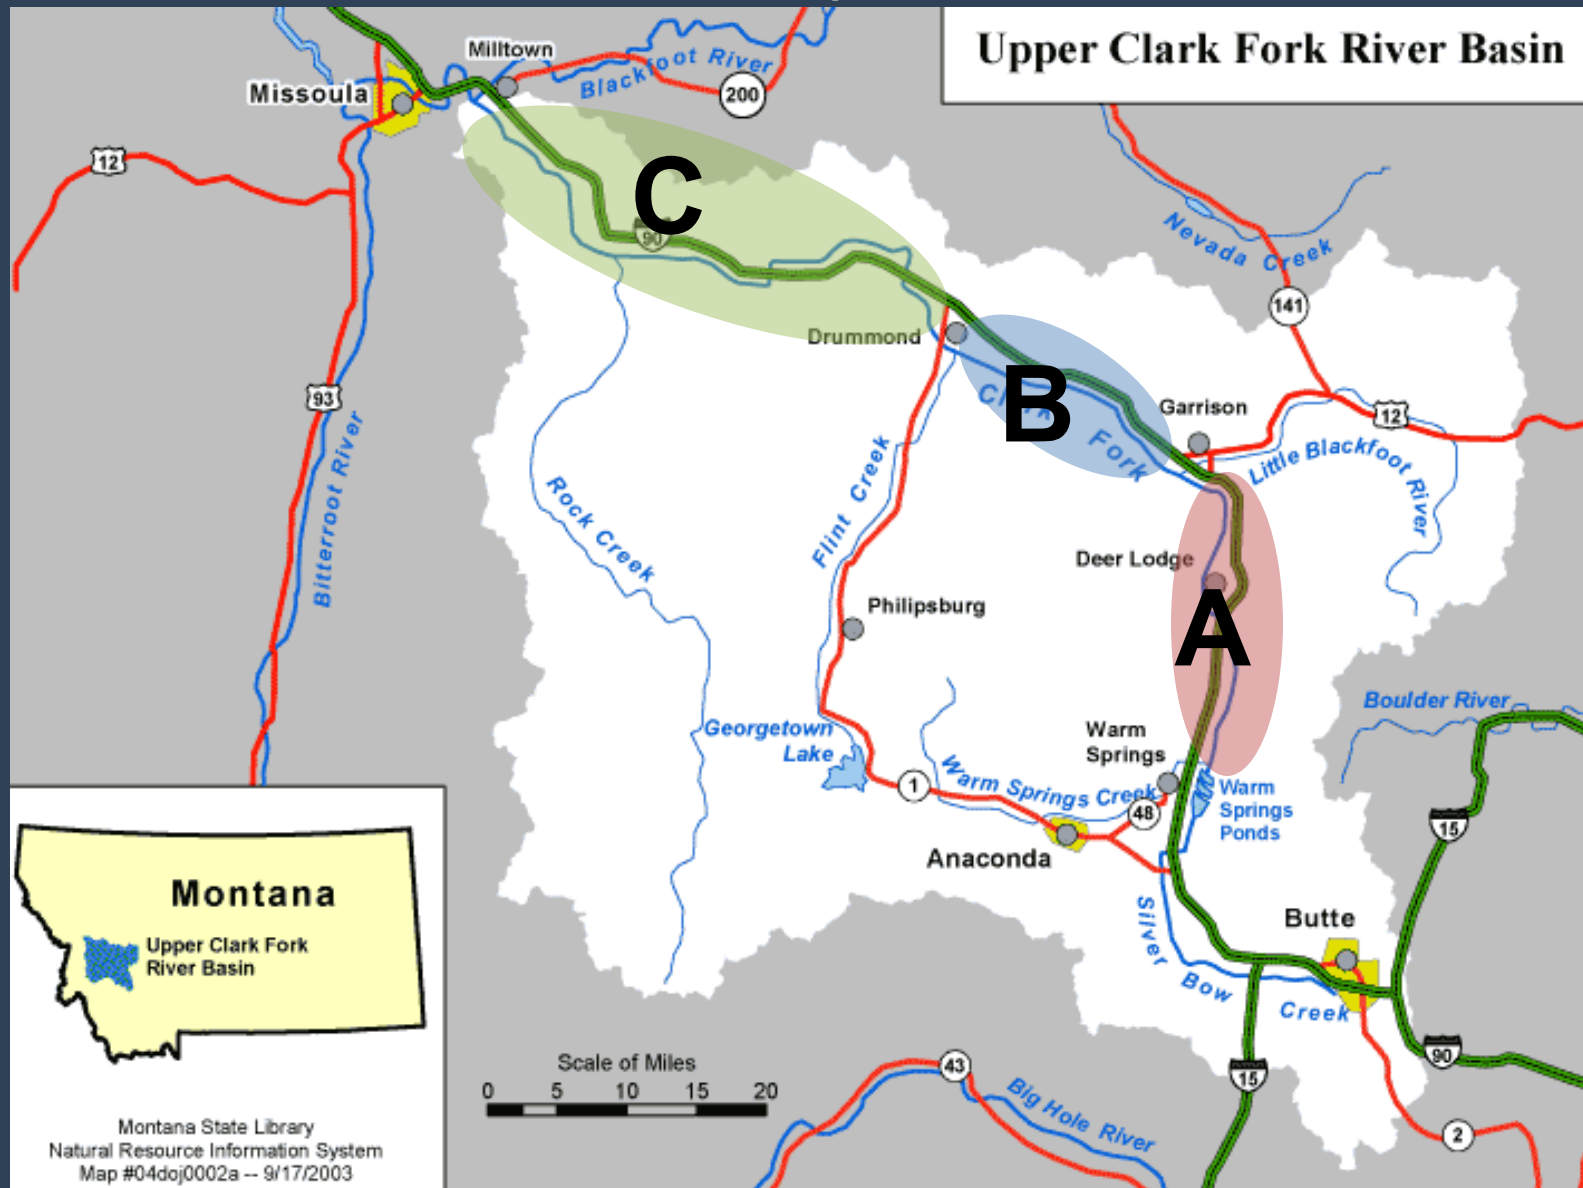 Upper Clark Fork River Basin
Milltown
Blackfoot River
200
Missoula
12
C
90
Nevada Creek
141
Drummond
B
Clark
Fork
Garrison
12
93
Little Blackfoot
River
Bitterroot River
Rock Creek
Flint Creek
Deer Lodge
A
Philipsburg
Georgetown
Lake
Boulder River
Warm
Springs
1
Warm Springs Creek
48
Warm
Springs
Ponds
15
Anaconda
Silver
Bow
Creek
Butte
Montana
Upper Clark Fork
River Basin
Scale of Miles
0 5 10 15 20
43
Big Hole River
15
90
2
Montana State Library
Natural Resource Information System
Map #04doj0002a -- 9/17/2003